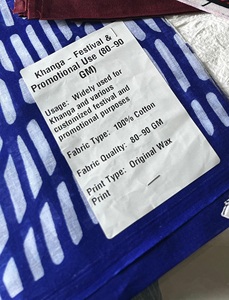 Khanga – Festival &
Promotional Use (80-90
GM)
Usage: Widely used for
Khanga and various
customized festival and
promotional purposes
Fabric Type: 100% Cotton
Fabric Quality: 80-90 GM
Print Type: Original Wax
Print